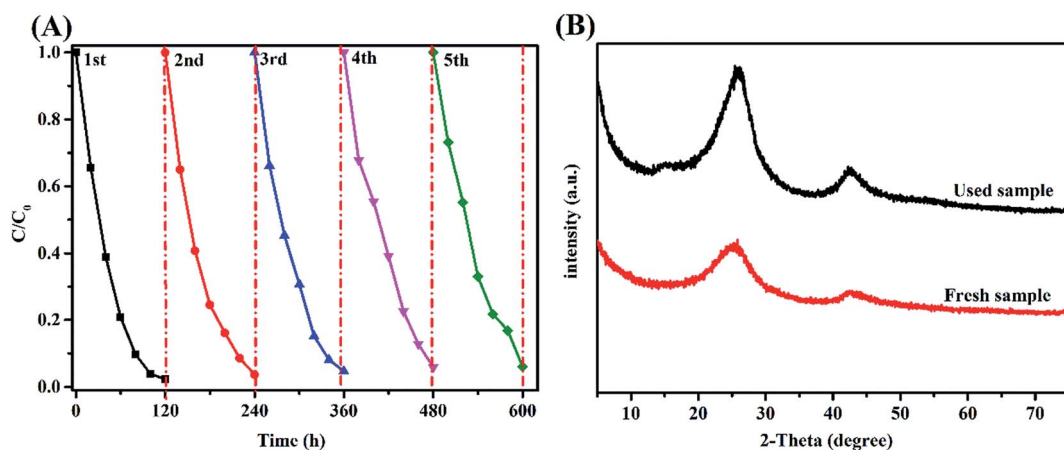 (A)
1st 2nd 3rd 4th 5th
1.0
0.8
0.6
0.4
0.2
0.0
C/C0
0 120 240 360 480 600
Time (h)
(B)
Used sample
Fresh sample
intensity (a.u.)
10 20 30 40 50 60 70
2-Theta (degree)